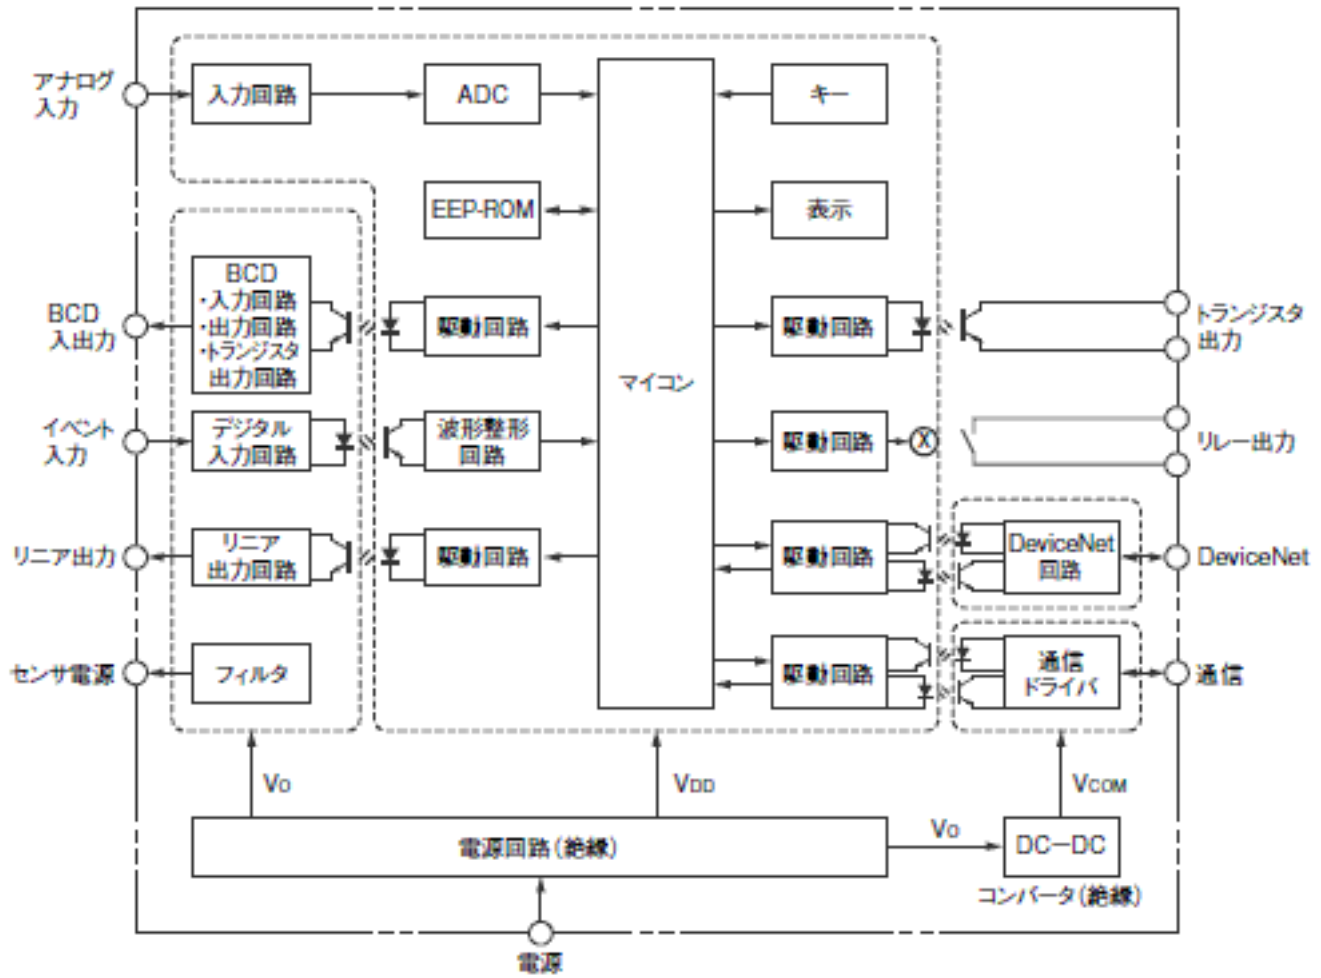 アナログ
入力
入力回路
ADC
キー
EEP-ROM
表示
BCD
入出力
BCD
・入力回路
・出力回路
・トランジスタ
出力回路
駆動回路
マイコン
駆動回路
トランジスタ
出力
イベント
入力
デジタル
入力回路
波形整形
回路
駆動回路
X
リレー出力
リニア出力
リニア
出力回路
駆動回路
駆動回路
DeviceNet
回路
DeviceNet
センサ電源
フィルタ
駆動回路
通信
ドライバ
通信
VO
VDD
VCOM
電源回路(絶縁)
VO
DC-DC
コンバータ(絶縁)
電源